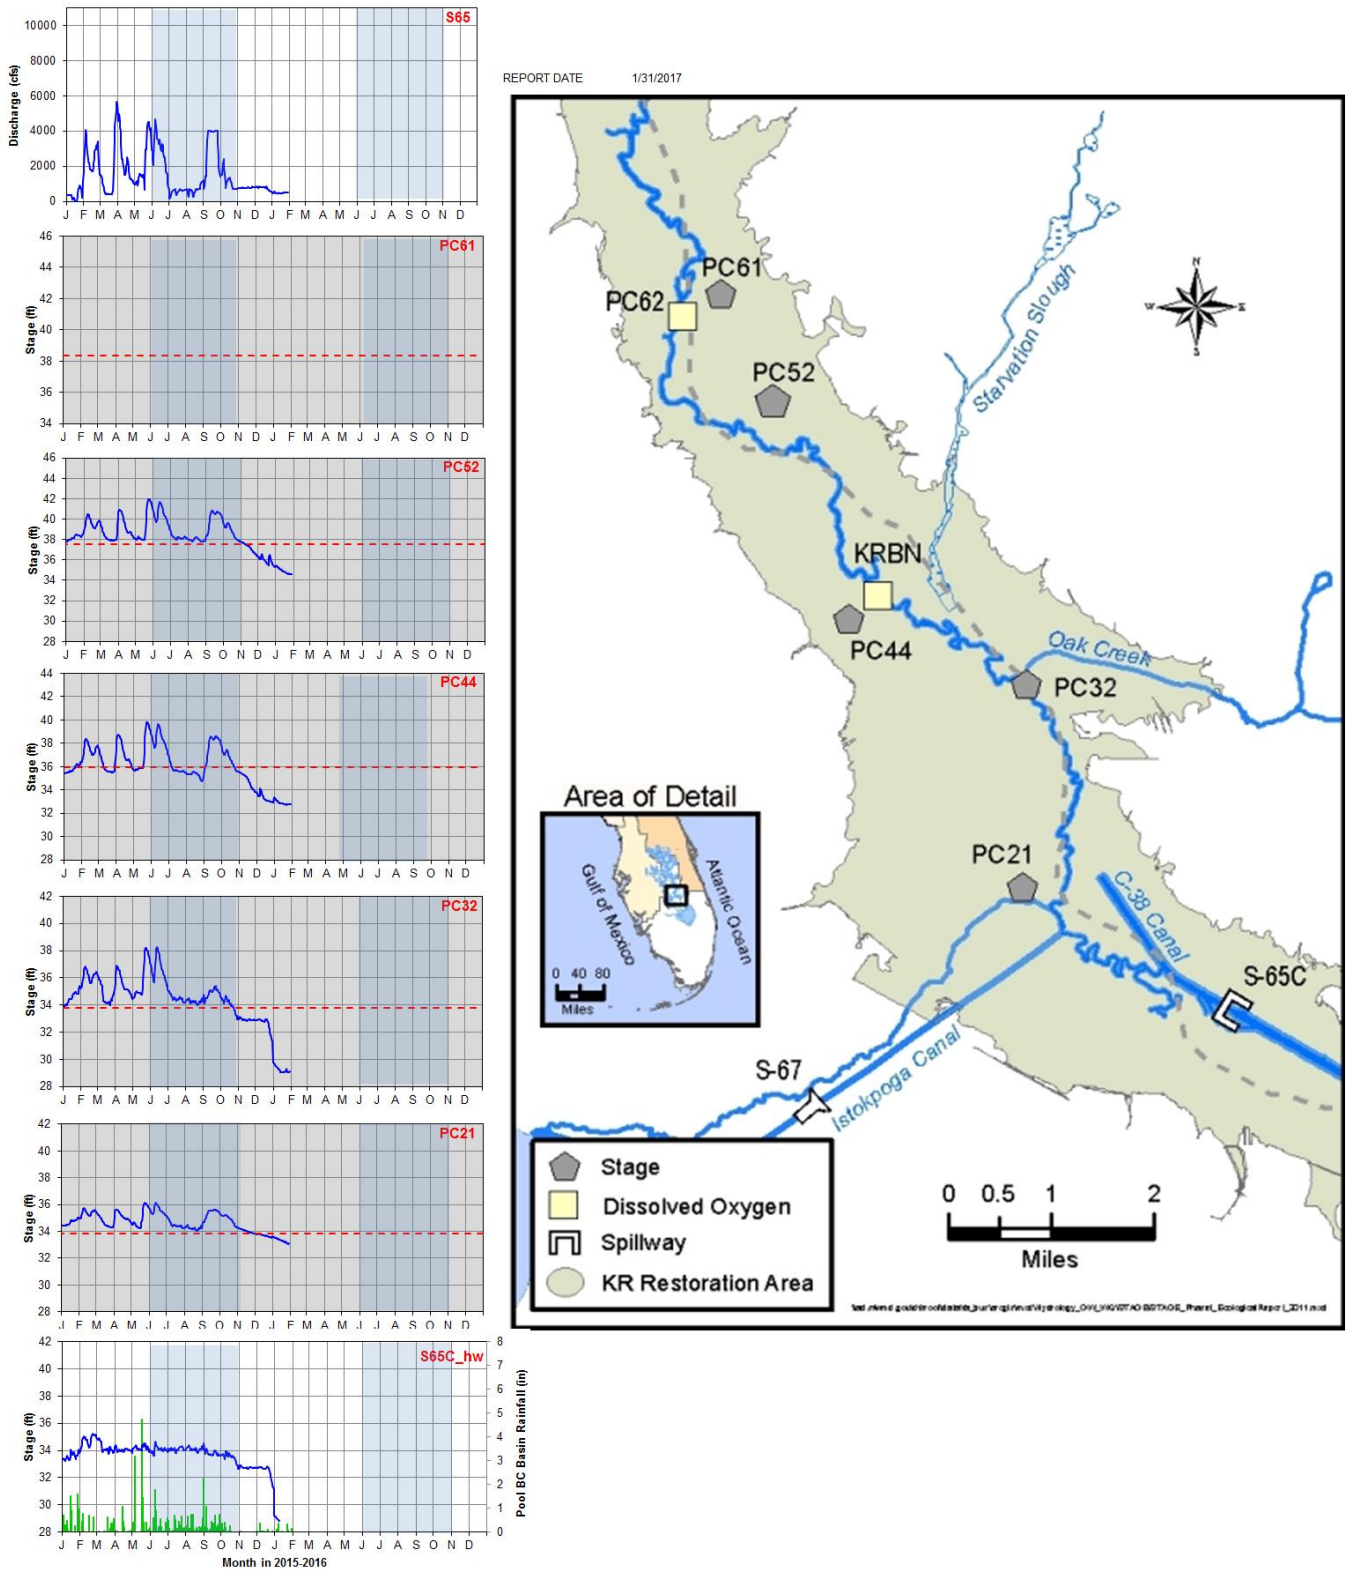 S65
10000
8000
6000
4000
2000
0
Discharge (cfs)
J F M A M J J A S O N D J F M A M J J A S O N D
PC61
46
44
42
40
38
36
34
Stage (ft)
J F M A M J J A S O N D J F M A M J J A S O N D
PC52
46
44
42
40
38
36
34
32
30
28
Stage (ft)
J F M A M J J A S O N D J F M A M J J A S O N D
PC44
44
42
40
38
36
34
32
30
28
Stage (ft)
J F M A M J J A S O N D J F M A M J J A S O N D
PC32
42
40
38
36
34
32
30
28
Stage (ft)
J F M A M J J A S O N D J F M A M J J A S O N D
PC21
42
40
38
36
34
32
30
28
Stage (ft)
J F M A M J J A S O N D J F M A M J J A S O N D
S65C_hw
42
40
38
36
34
32
30
28
Stage (ft)
8
7
6
5
4
3
2
1
0
Pool BC Basin Rainfall (in)
J F M A M J J A S O N D J F M A M J J A S O N D
Month in 2015-2016
REPORT DATE 1/31/2017
PC61
PC62
PC52
Starvation Slough
N
W E
S
KRBN
PC44
Oak Creek
PC32
Area of Detail
Gulf of Mexico
Atlantic Ocean
0 40 80
Miles
PC21
C-38 Canal
S-65C
S-67
Istokpoga Canal
Stage
Dissolved Oxygen
Spillway
KR Restoration Area
0 0.5 1 2
Miles